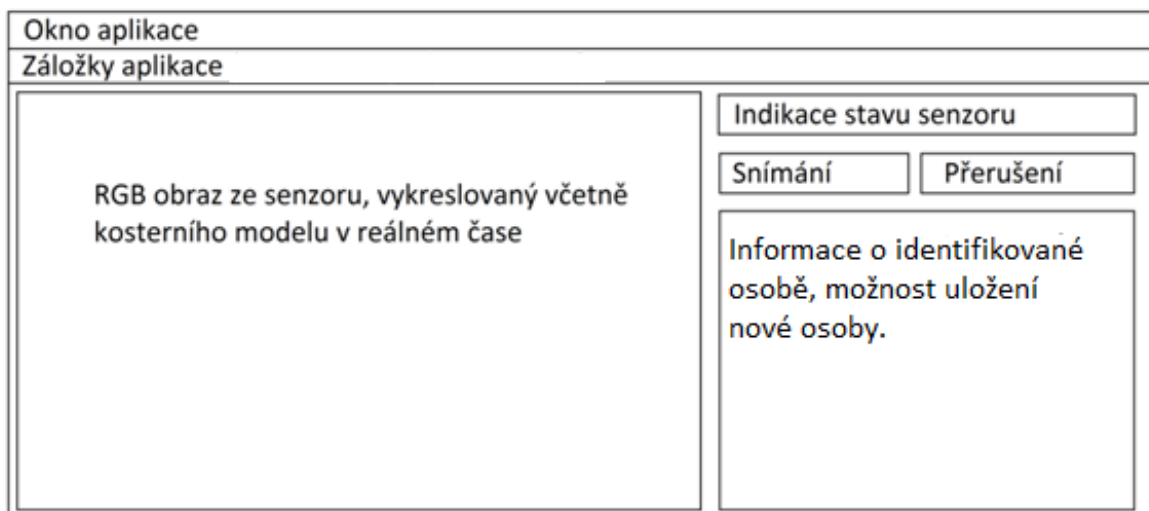 Okno aplikace
Záložky aplikace
RGB obraz ze senzoru, vykreslovaný včetně
kosterního modelu v reálném čase
Indikace stavu senzoru
Snímání
Přerušení
Informace o identifikované
osobě, možnost uložení
nové osoby.